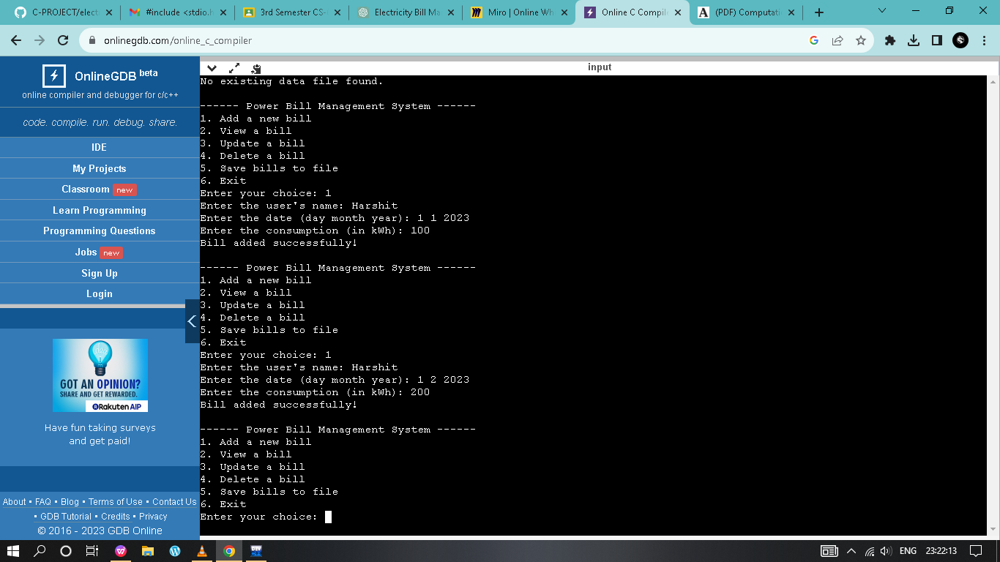 C-PROJECT/elect
#include <stdio.h
3rd Semester CS-
Electricity Bill Ma
Miro | Online Wh
Online C Compile
(PDF) Computati
onlinegdb.com/online_c_compiler
OnlineGDB beta
online compiler and debugger for c/c++
code. compile. run. debug. share.
IDE
My Projects
Classroom new
Learn Programming
Programming Questions
Jobs new
Sign Up
Login
GOT AN OPINION?
SHARE AND GET REWARDED.
Rakuten AIP
Have fun taking surveys
and get paid!
About • FAQ • Blog • Terms of Use • Contact Us
• GDB Tutorial • Credits • Privacy
© 2016 - 2023 GDB Online
input
No existing data file found.
------ Power Bill Management System ------
1. Add a new bill
2. View a bill
3. Update a bill
4. Delete a bill
5. Save bills to file
6. Exit
Enter your choice: 1
Enter the user's name: Harshit
Enter the date (day month year): 1 1 2023
Enter the consumption (in kWh): 100
Bill added successfully!
------ Power Bill Management System ------
1. Add a new bill
2. View a bill
3. Update a bill
4. Delete a bill
5. Save bills to file
6. Exit
Enter your choice: 1
Enter the user's name: Harshit
Enter the date (day month year): 1 2 2023
Enter the consumption (in kWh): 200
Bill added successfully!
------ Power Bill Management System ------
1. Add a new bill
2. View a bill
3. Update a bill
4. Delete a bill
5. Save bills to file
6. Exit
Enter your choice:
ENG
23:22:13